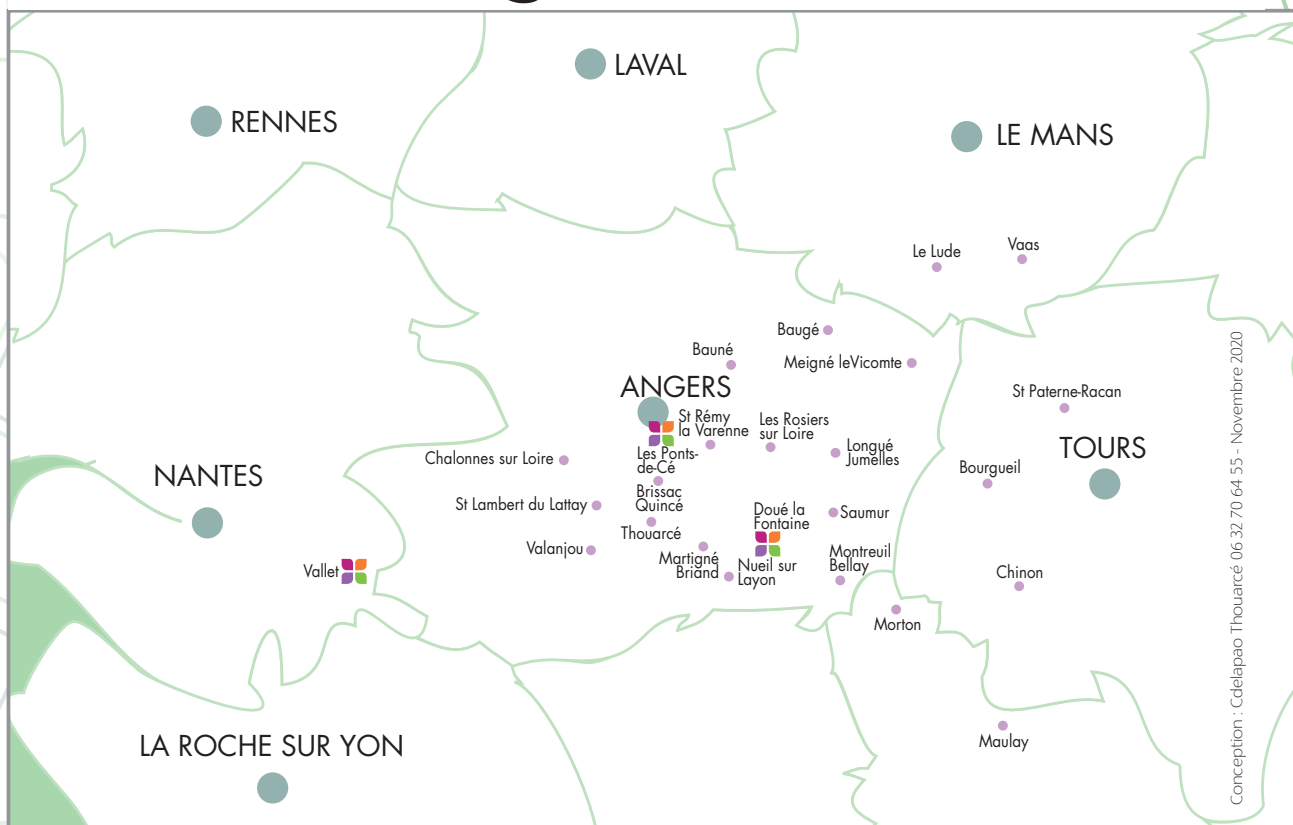 LAVAL
RENNES
LE MANS
Le Lude
Vaas
Baugé
Bauné
Meigné leVicomte
ANGERS
St Paterne-Racan
St Rémy
la Varenne
Les Rosiers
sur Loire
Longué
Jumelles
TOURS
Chalonnes sur Loire
Les Ponts-
de-Cé
Bourgueil
NANTES
St Lambert du Lattay
Brissac
Quincé
Doué la
Fontaine
Saumur
Thouarcé
Valanjou
Martigné
Briand
Nueil sur
Layon
Montreuil
Bellay
Vallet
Chinon
Morton
Maulay
LA ROCHE SUR YON
Conception : Cdelapao Thouarcé 06 32 70 64 55 - Novembre 2020